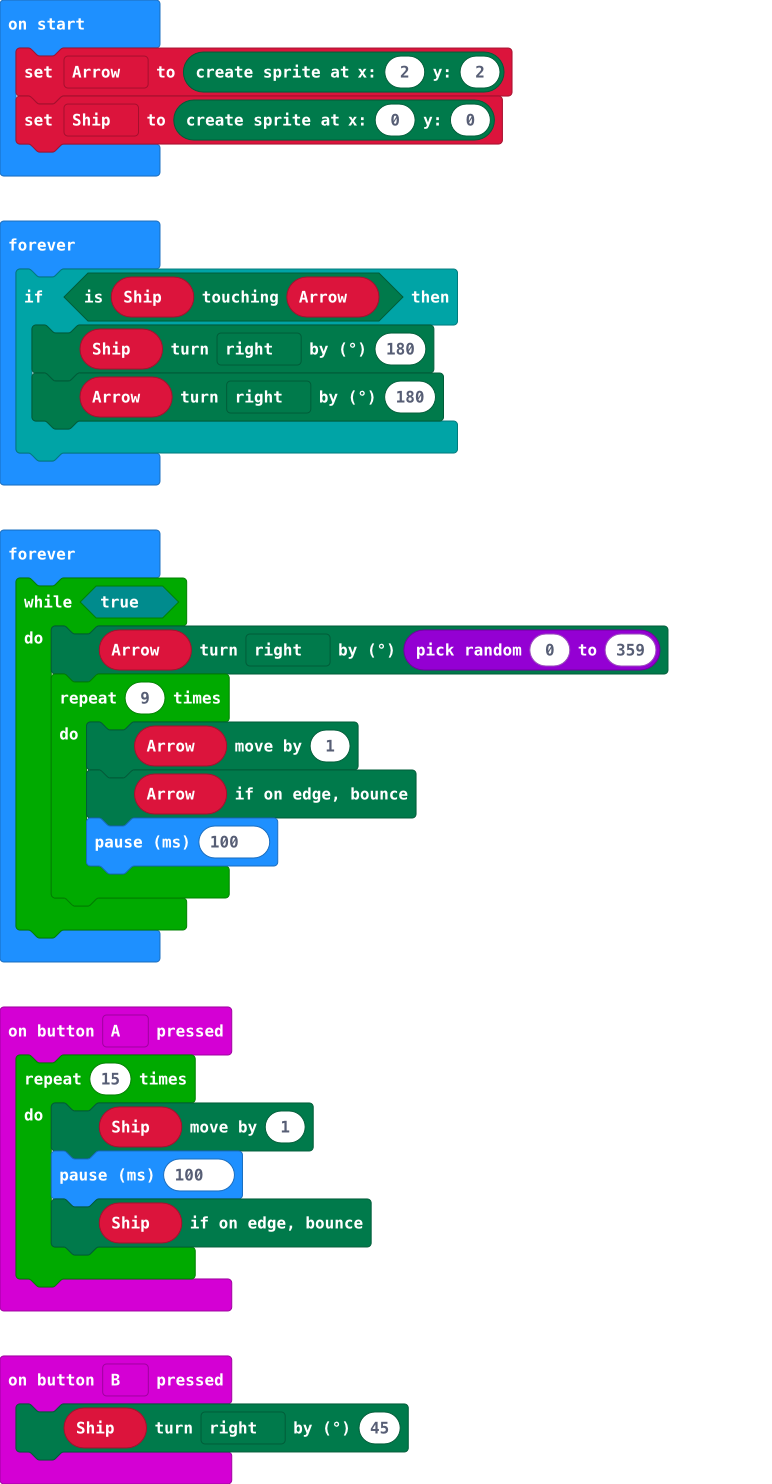 on start
set Arrow to create sprite at x: 2 y: 2
set Ship to create sprite at x: 0 y: 0
forever
if is Ship touching Arrow then
Ship turn right by (°) 180
Arrow turn right by (°) 180
forever
while true
do Arrow turn right by (°) pick random 0 to 359
repeat 9 times
do Arrow move by 1
Arrow if on edge, bounce
pause (ms) 100
on button A pressed
repeat 15 times
do Ship move by 1
pause (ms) 100
Ship if on edge, bounce
on button B pressed
Ship turn right by (°) 45